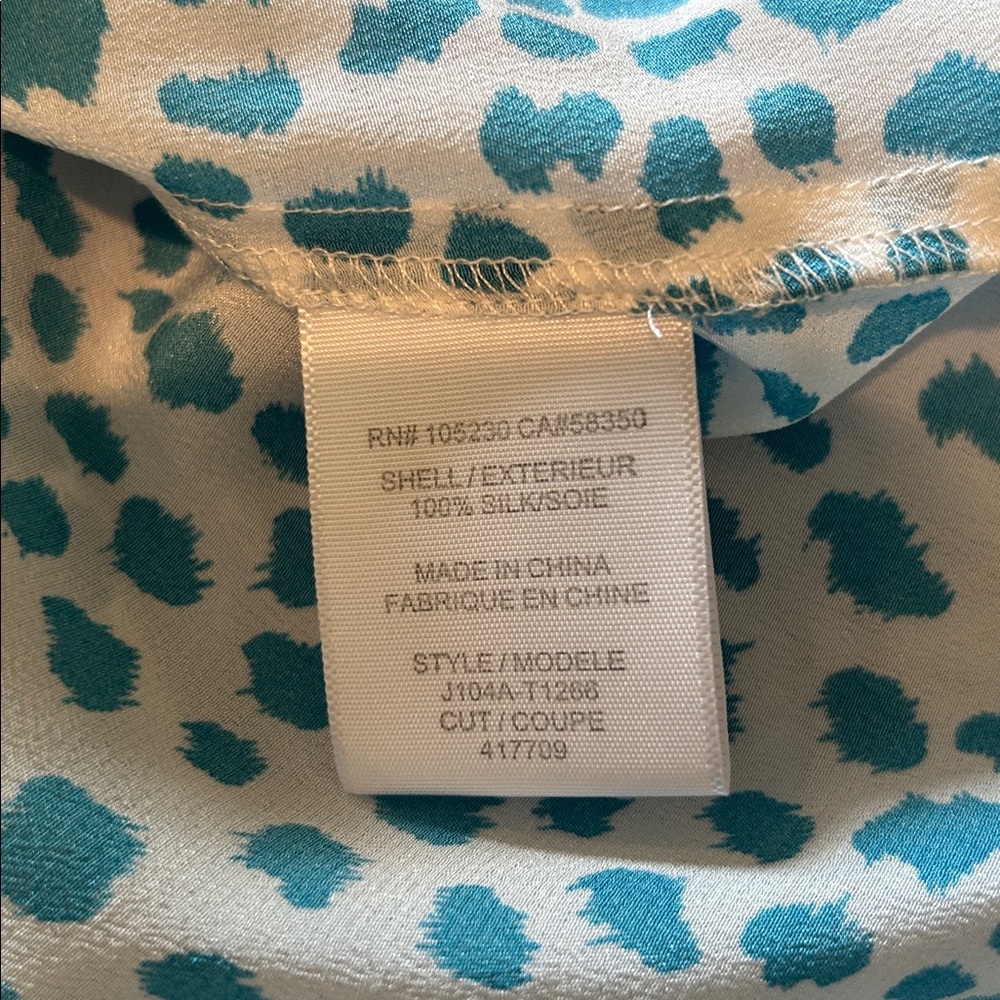 RN# 105230 CA#58350
SHELL / EXTERIEUR
100% SILK/SOIE
MADE IN CHINA
FABRIQUE EN CHINE
STYLE / MODELE
J104A-T1266
CUT / COUPE
417709